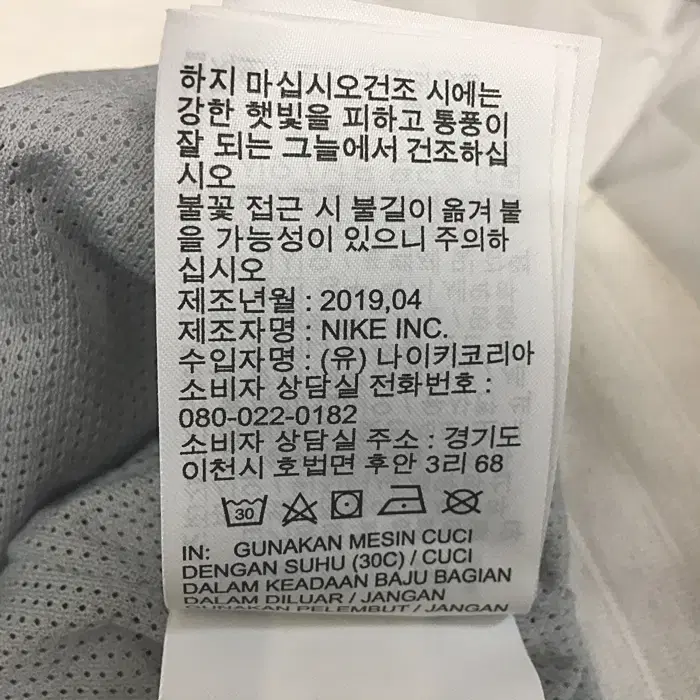 하지 마십시오건조 시에는
강한 햇빛을 피하고 통풍이
잘 되는 그늘에서 건조하십
시오
불꽃 접근 시 불길이 옮겨 붙
을 가능성이 있으니 주의하
십시오
제조년월 : 2019,04
제조자명 : NIKE INC.
수입자명 : (유) 나이키코리아
소비자 상담실 전화번호 :
080-022-0182
소비자 상담실 주소 : 경기도
이천시 호법면 후안 3리 68
30
IN: GUNAKAN MESIN CUCI
DENGAN SUHU (30C) / CUCI
DALAM KEADAAN BAJU BAGIAN
DALAM DILUAR / JANGAN
GUNAKAN PELEMBUT / JANGAN